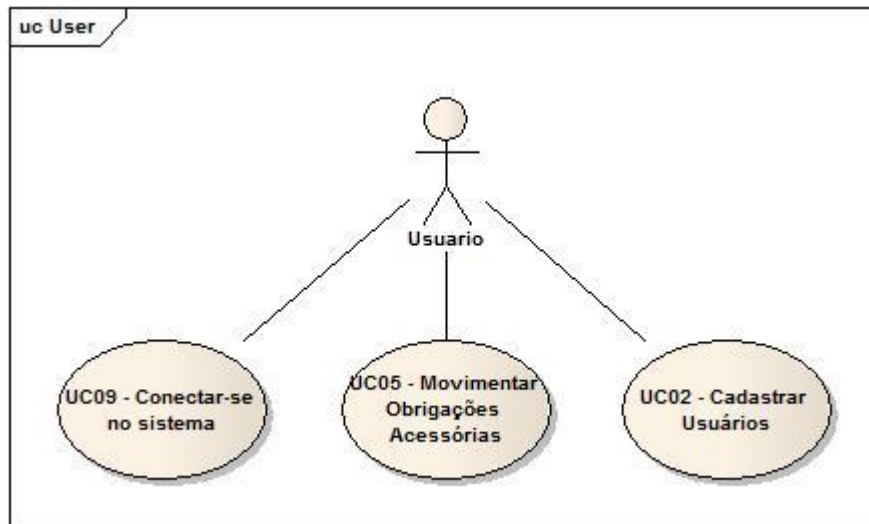 uc User
Usuario
UC09 - Conectar-se
no sistema
UC05 - Movimentar
Obrigações
Acessórias
UC02 - Cadastrar
Usuários